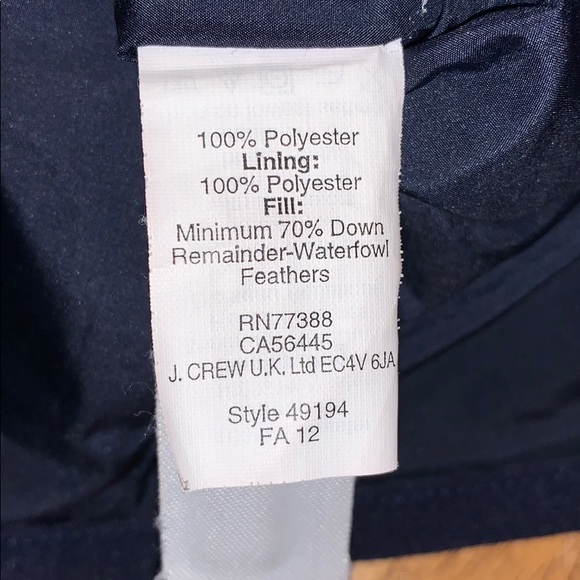 100% Polyester
Lining:
100% Polyester
Fill:
Minimum 70% Down
Remainder-Waterfowl
Feathers
RN77388
CA56445
J. CREW U.K. Ltd EC4V 6JA
Style 49194
FA 12